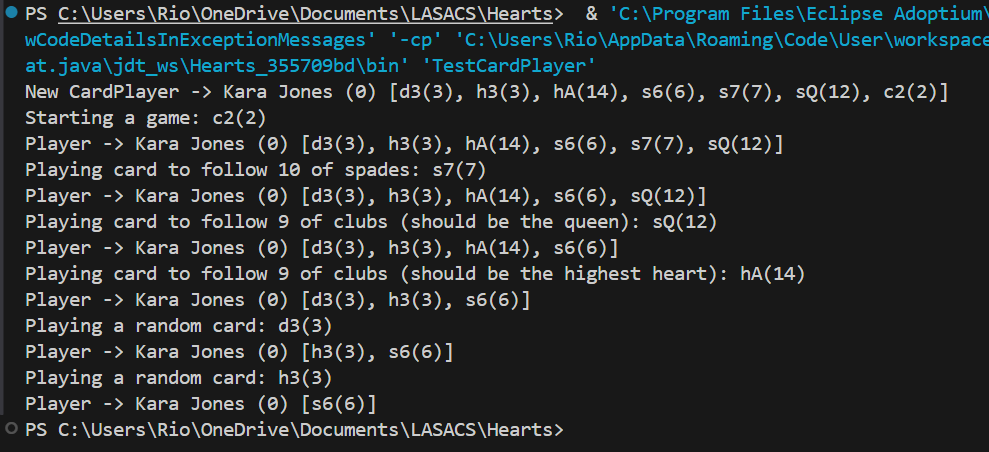 PS C:\Users\Rio\OneDrive\Documents\LASACS\Hearts>  & 'C:\Program Files\Eclipse Adoptium\
wCodeDetailsInExceptionMessages' '-cp' 'C:\Users\Rio\AppData\Roaming\Code\User\workspace
at.java\jdt_ws\Hearts_355709bd\bin' 'TestCardPlayer'
New CardPlayer -> Kara Jones (0) [d3(3), h3(3), hA(14), s6(6), s7(7), sQ(12), c2(2)]
Starting a game: c2(2)
Player -> Kara Jones (0) [d3(3), h3(3), hA(14), s6(6), s7(7), sQ(12)]
Playing card to follow 10 of spades: s7(7)
Player -> Kara Jones (0) [d3(3), h3(3), hA(14), s6(6), sQ(12)]
Playing card to follow 9 of clubs (should be the queen): sQ(12)
Player -> Kara Jones (0) [d3(3), h3(3), hA(14), s6(6)]
Playing card to follow 9 of clubs (should be the highest heart): hA(14)
Player -> Kara Jones (0) [d3(3), h3(3), s6(6)]
Playing a random card: d3(3)
Player -> Kara Jones (0) [h3(3), s6(6)]
Playing a random card: h3(3)
Player -> Kara Jones (0) [s6(6)]
PS C:\Users\Rio\OneDrive\Documents\LASACS\Hearts>